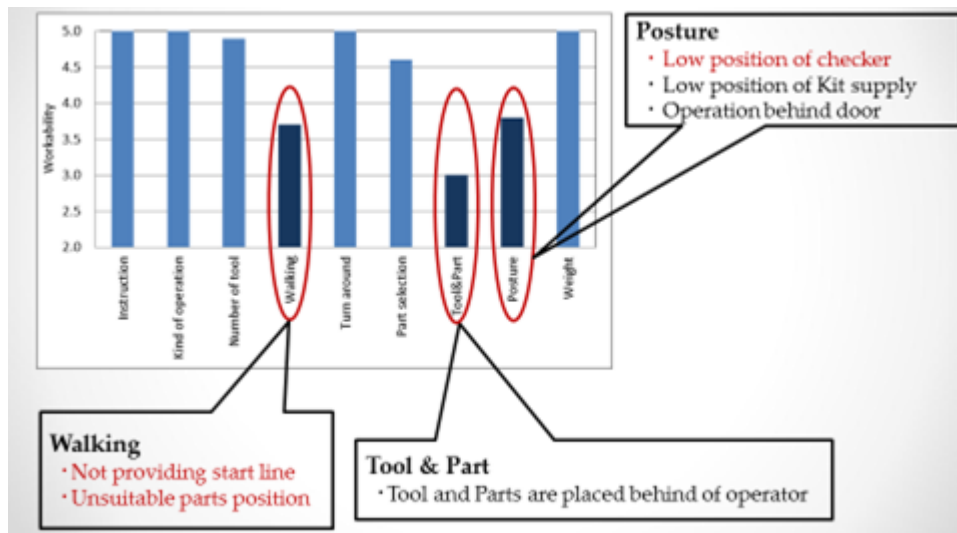 5.0
4.5
4.0
3.5
3.0
2.5
2.0
Workability
Instruction
Kind of operation
Number of tool
Walking
Turn around
Part selection
Tool&Part
Posture
Weight
Posture
・Low position of checker
・Low position of Kit supply
・Operation behind door
Walking
・Not providing start line
・Unsuitable parts position
Tool & Part
・Tool and Parts are placed behind of operator